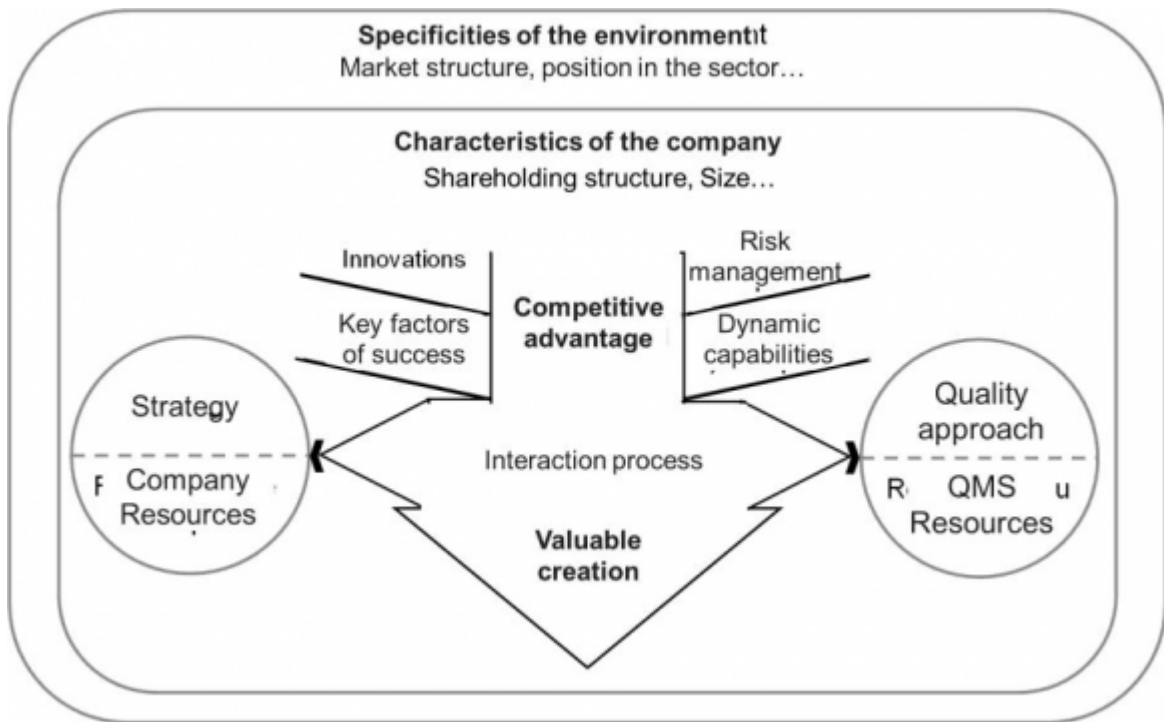 Specificities of the environment
Market structure, position in the sector...
Characteristics of the company
Shareholding structure, Size...
Innovations
Risk
management
Competitive
advantage
Key factors
of success
Dynamic
capabilities
Strategy
Company
Resources
Interaction process
Quality
approach
QMS
Resources
Valuable
creation